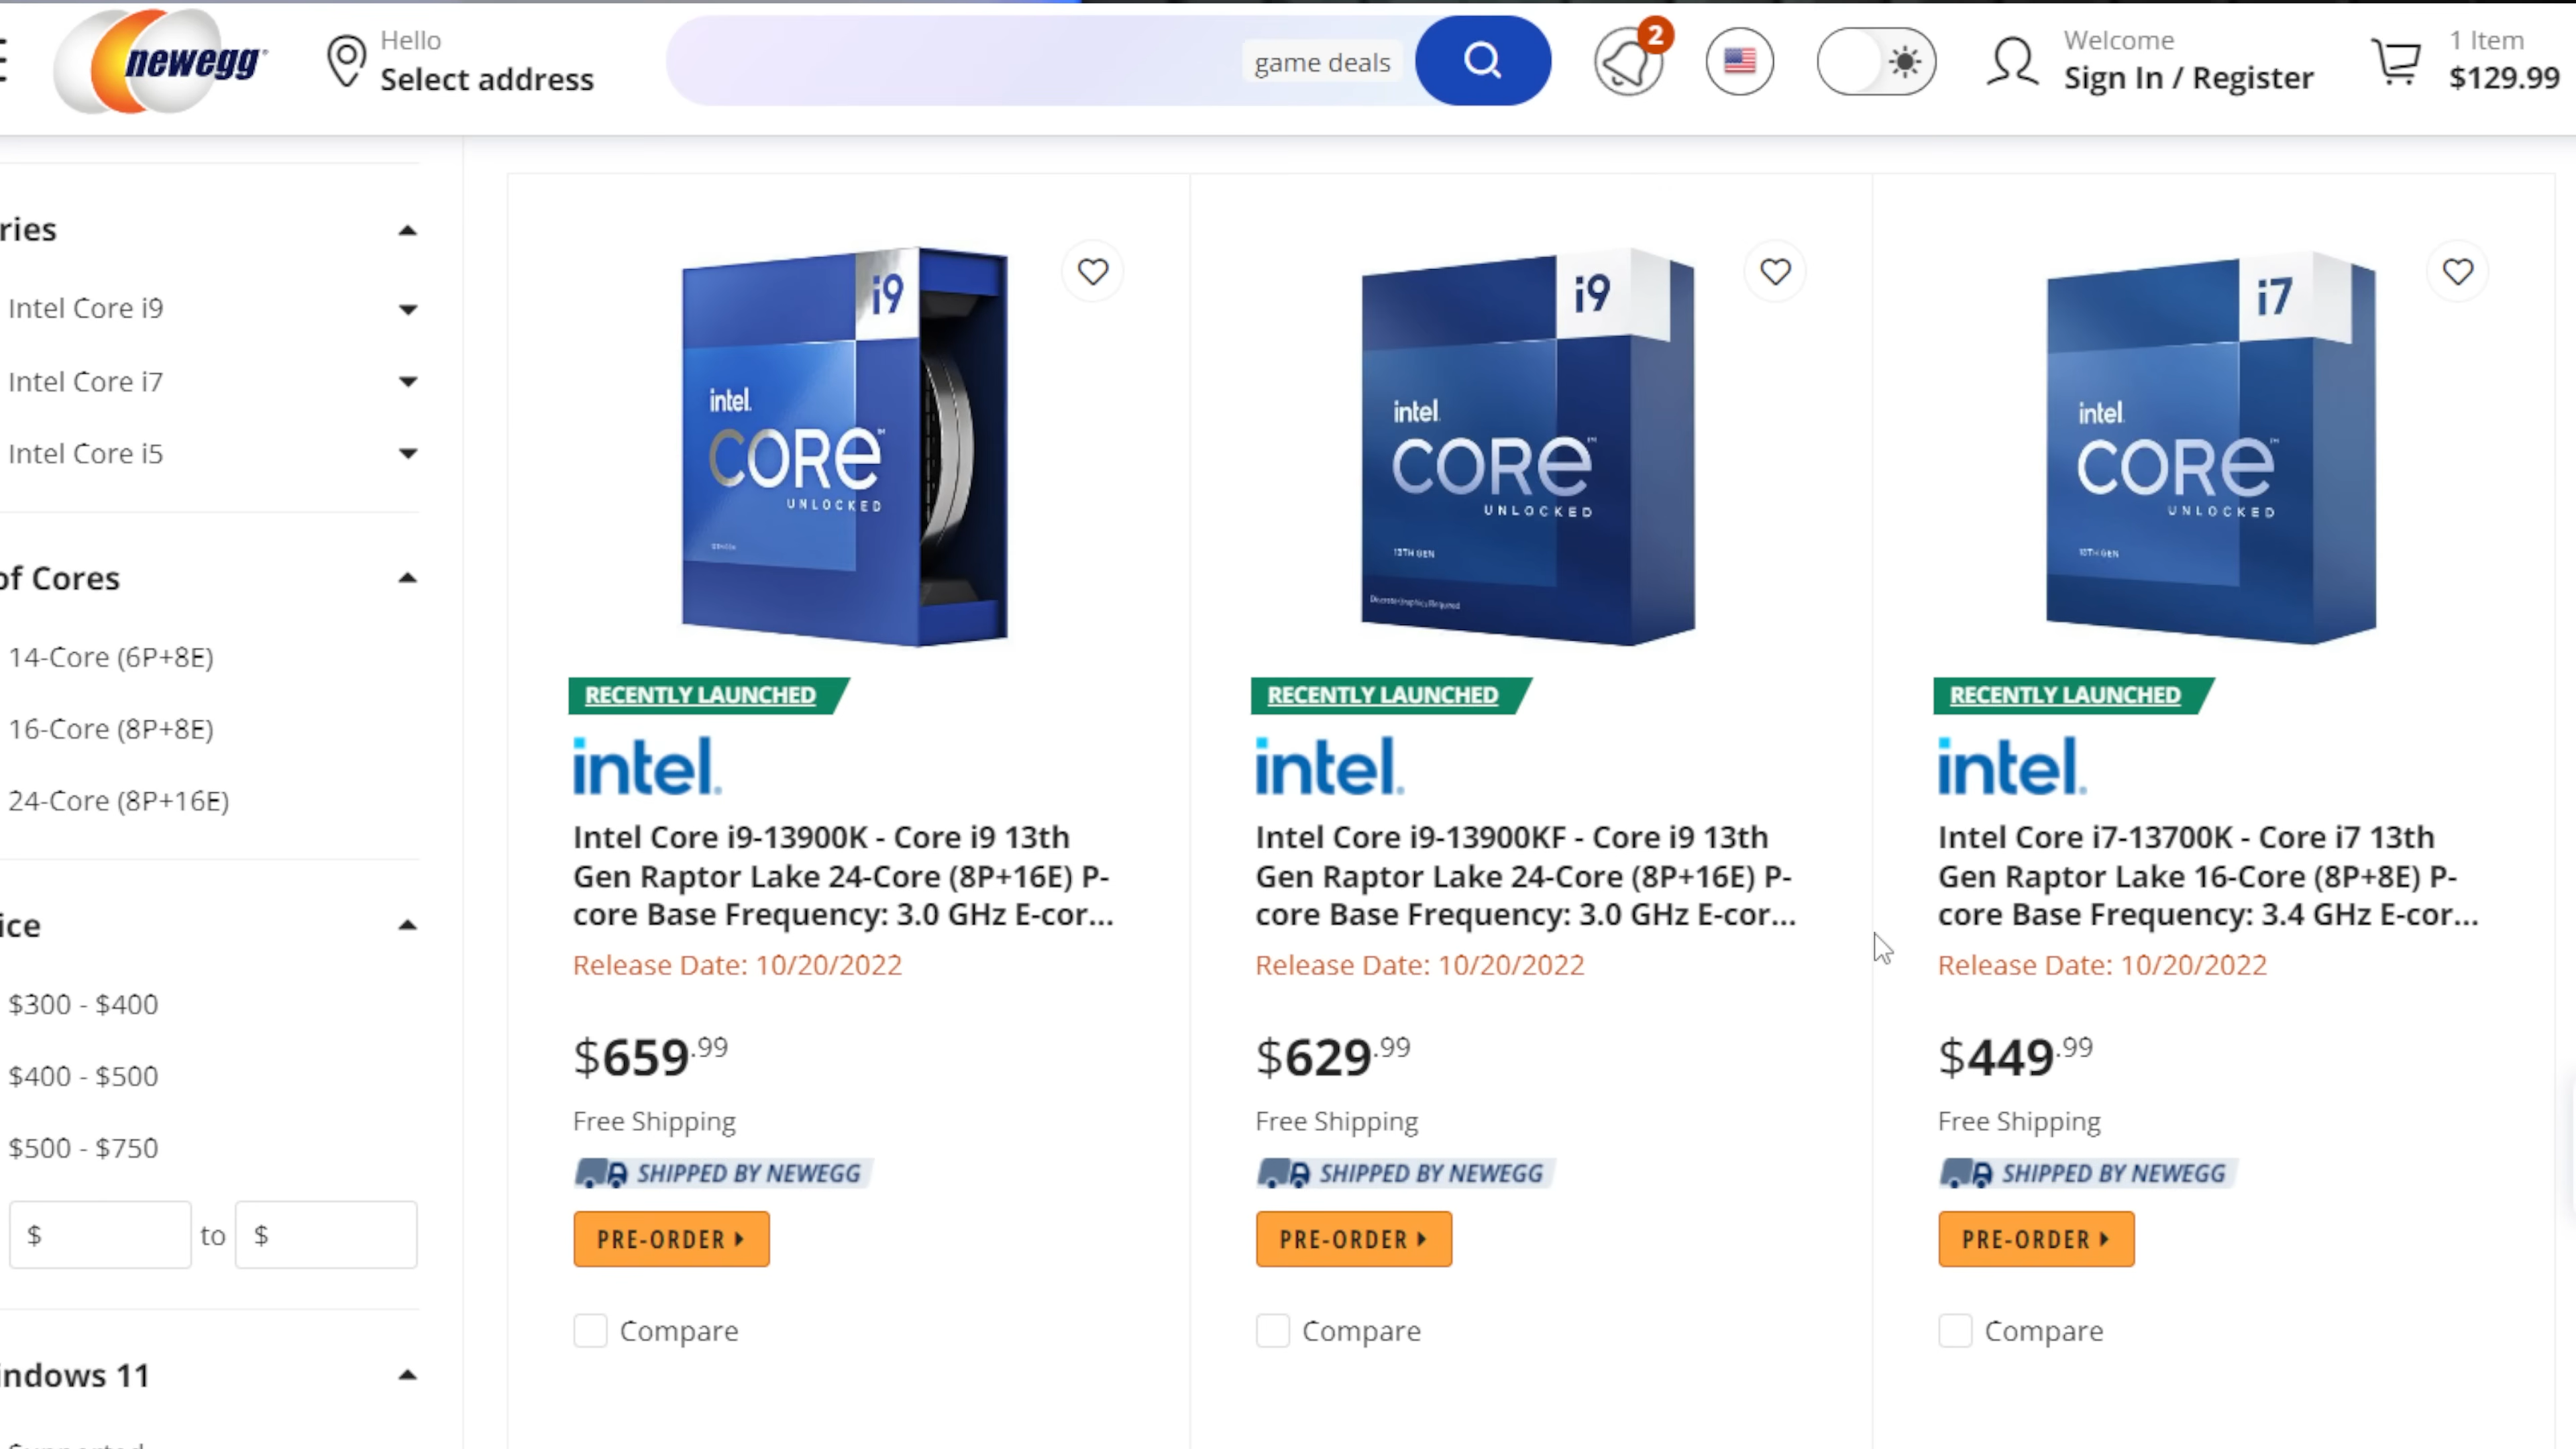 newegg
Hello
Select address
game deals
2
Welcome
Sign In / Register
1 Item
$129.99
ries
Intel Core i9
Intel Core i7
Intel Core i5
of Cores
14-Core (6P+8E)
16-Core (8P+8E)
24-Core (8P+16E)
ice
$300 - $400
$400 - $500
$500 - $750
$ to $
indows 11
i9
intel.
CORE™
UNLOCKED
RECENTLY LAUNCHED
intel.
Intel Core i9-13900K - Core i9 13th
Gen Raptor Lake 24-Core (8P+16E) P-
core Base Frequency: 3.0 GHz E-cor...
Release Date: 10/20/2022
$659.99
Free Shipping
SHIPPED BY NEWEGG
PRE-ORDER
Compare
i9
intel.
CORE™
UNLOCKED
13TH GEN
Discrete Graphics Required
RECENTLY LAUNCHED
intel.
Intel Core i9-13900KF - Core i9 13th
Gen Raptor Lake 24-Core (8P+16E) P-
core Base Frequency: 3.0 GHz E-cor...
Release Date: 10/20/2022
$629.99
Free Shipping
SHIPPED BY NEWEGG
PRE-ORDER
Compare
i7
intel.
CORE™
UNLOCKED
13TH GEN
RECENTLY LAUNCHED
intel.
Intel Core i7-13700K - Core i7 13th
Gen Raptor Lake 16-Core (8P+8E) P-
core Base Frequency: 3.4 GHz E-cor...
Release Date: 10/20/2022
$449.99
Free Shipping
SHIPPED BY NEWEGG
PRE-ORDER
Compare